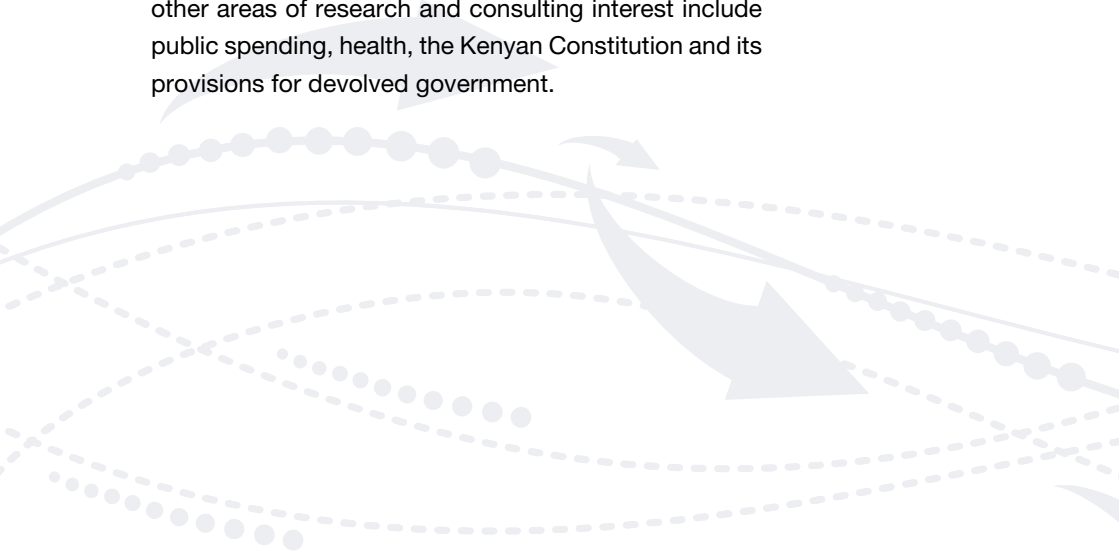 other areas of research and consulting interest include
public spending, health, the Kenyan Constitution and its
provisions for devolved government.